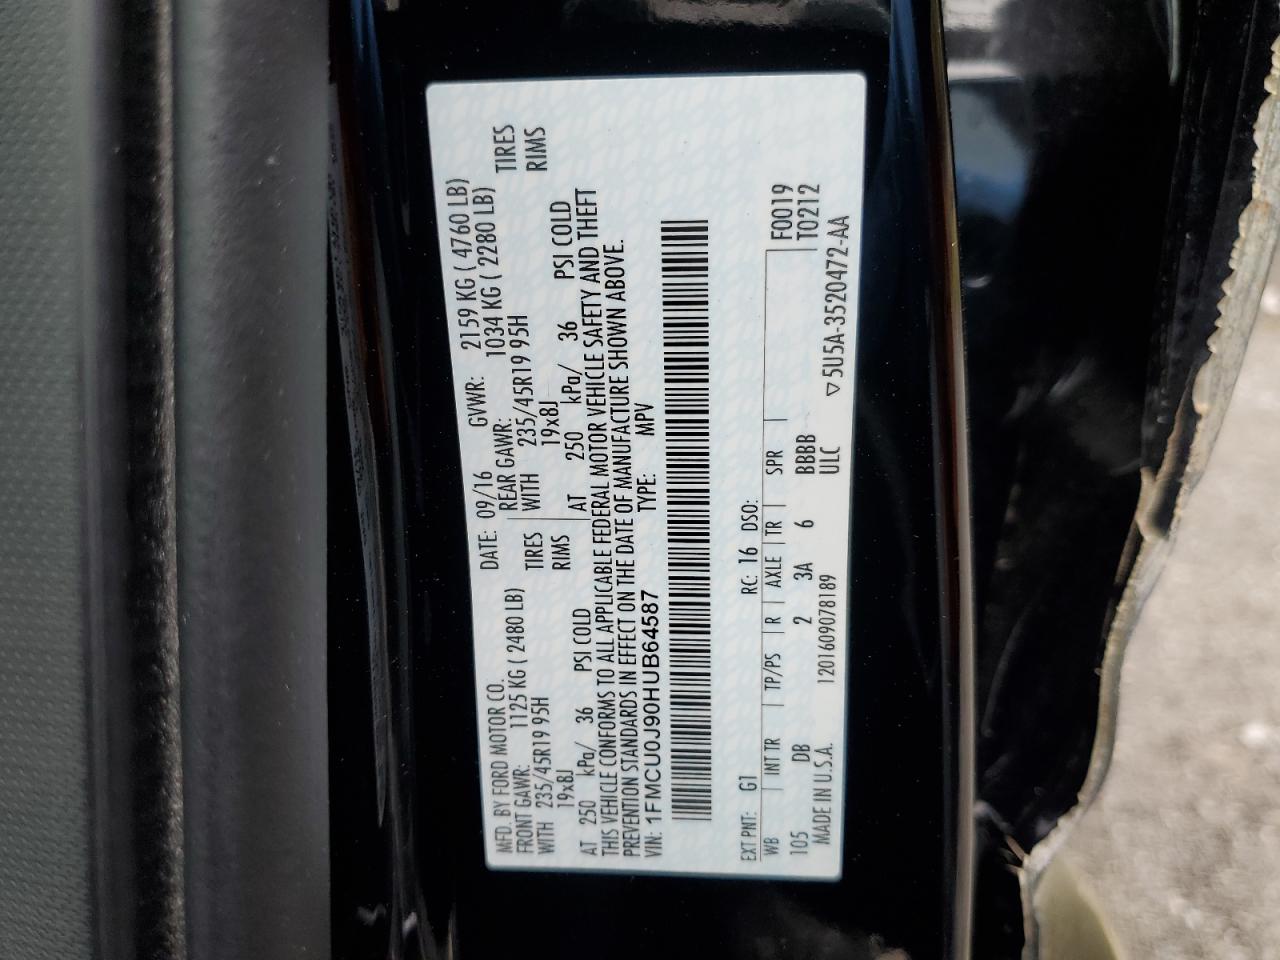 MFD. BY FORD MOTOR CO. DATE: 09/16 GVWR: 2159 KG ( 4760 LB)
FRONT GAWR: 1125 KG ( 2480 LB) REAR GAWR: 1034 KG ( 2280 LB)
WITH 235/45R19 95H TIRES WITH 235/45R19 95H TIRES
19x8J RIMS 19x8J RIMS
AT 250 kPa/ 36 PSI COLD AT 250 kPa/ 36 PSI COLD
THIS VEHICLE CONFORMS TO ALL APPLICABLE FEDERAL MOTOR VEHICLE SAFETY AND THEFT
PREVENTION STANDARDS IN EFFECT ON THE DATE OF MANUFACTURE SHOWN ABOVE.
VIN: 1FMCU0J90HUB64587 TYPE: MPV
EXT PNT: G1 RC: 16 DSO: F0019
WB INT TR TP/PS R AXLE TR SPR T0212
105 DB 2 3A 6 BBBB
MADE IN U.S.A. 1201609078189 ULC ▽5U5A-3520472-AA